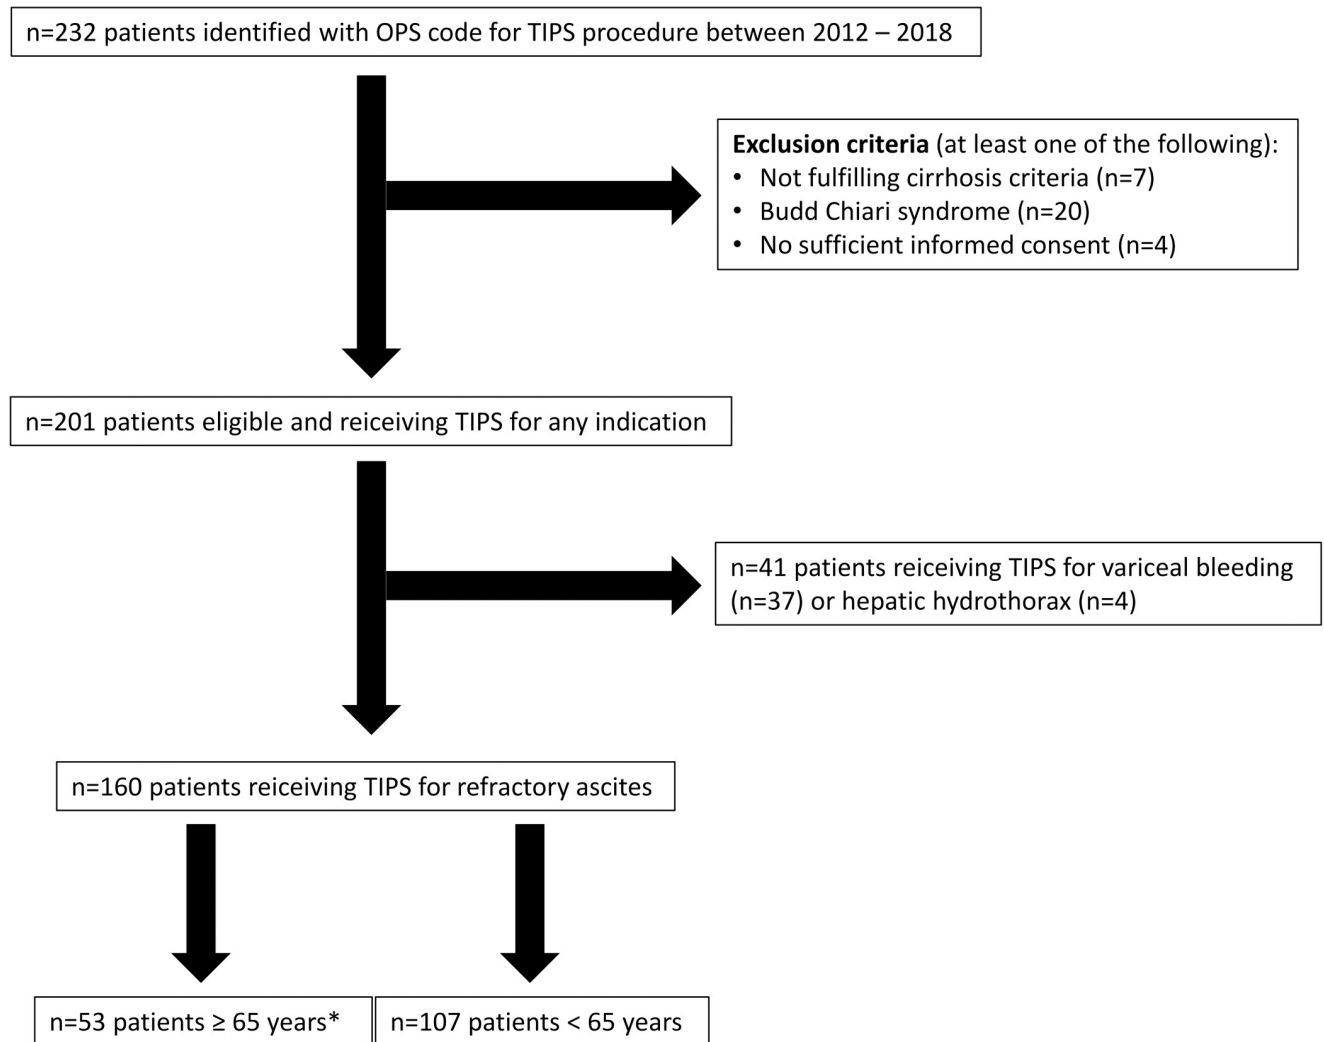 n=232 patients identified with OPS code for TIPS procedure between 2012 – 2018
Exclusion criteria (at least one of the following):
• Not fulfilling cirrhosis criteria (n=7)
• Budd Chiari syndrome (n=20)
• No sufficient informed consent (n=4)
n=201 patients eligible and reiceiving TIPS for any indication
n=41 patients reiceiving TIPS for variceal bleeding
(n=37) or hepatic hydrothorax (n=4)
n=160 patients reiceiving TIPS for refractory ascites
n=53 patients ≥ 65 years*
n=107 patients < 65 years